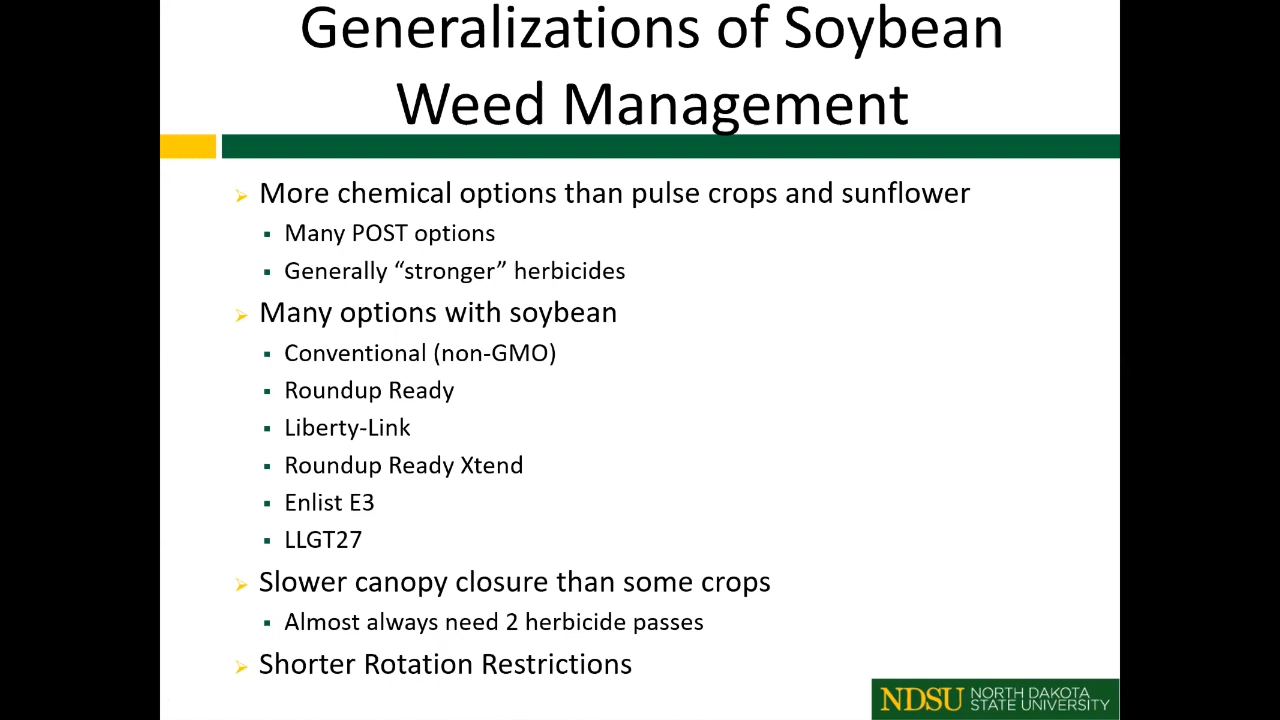 Generalizations of Soybean
Weed Management
More chemical options than pulse crops and sunflower
Many POST options
Generally “stronger” herbicides
Many options with soybean
Conventional (non-GMO)
Roundup Ready
Liberty-Link
Roundup Ready Xtend
Enlist E3
LLGT27
Slower canopy closure than some crops
Almost always need 2 herbicide passes
Shorter Rotation Restrictions
NDSU NORTH DAKOTA
STATE UNIVERSITY